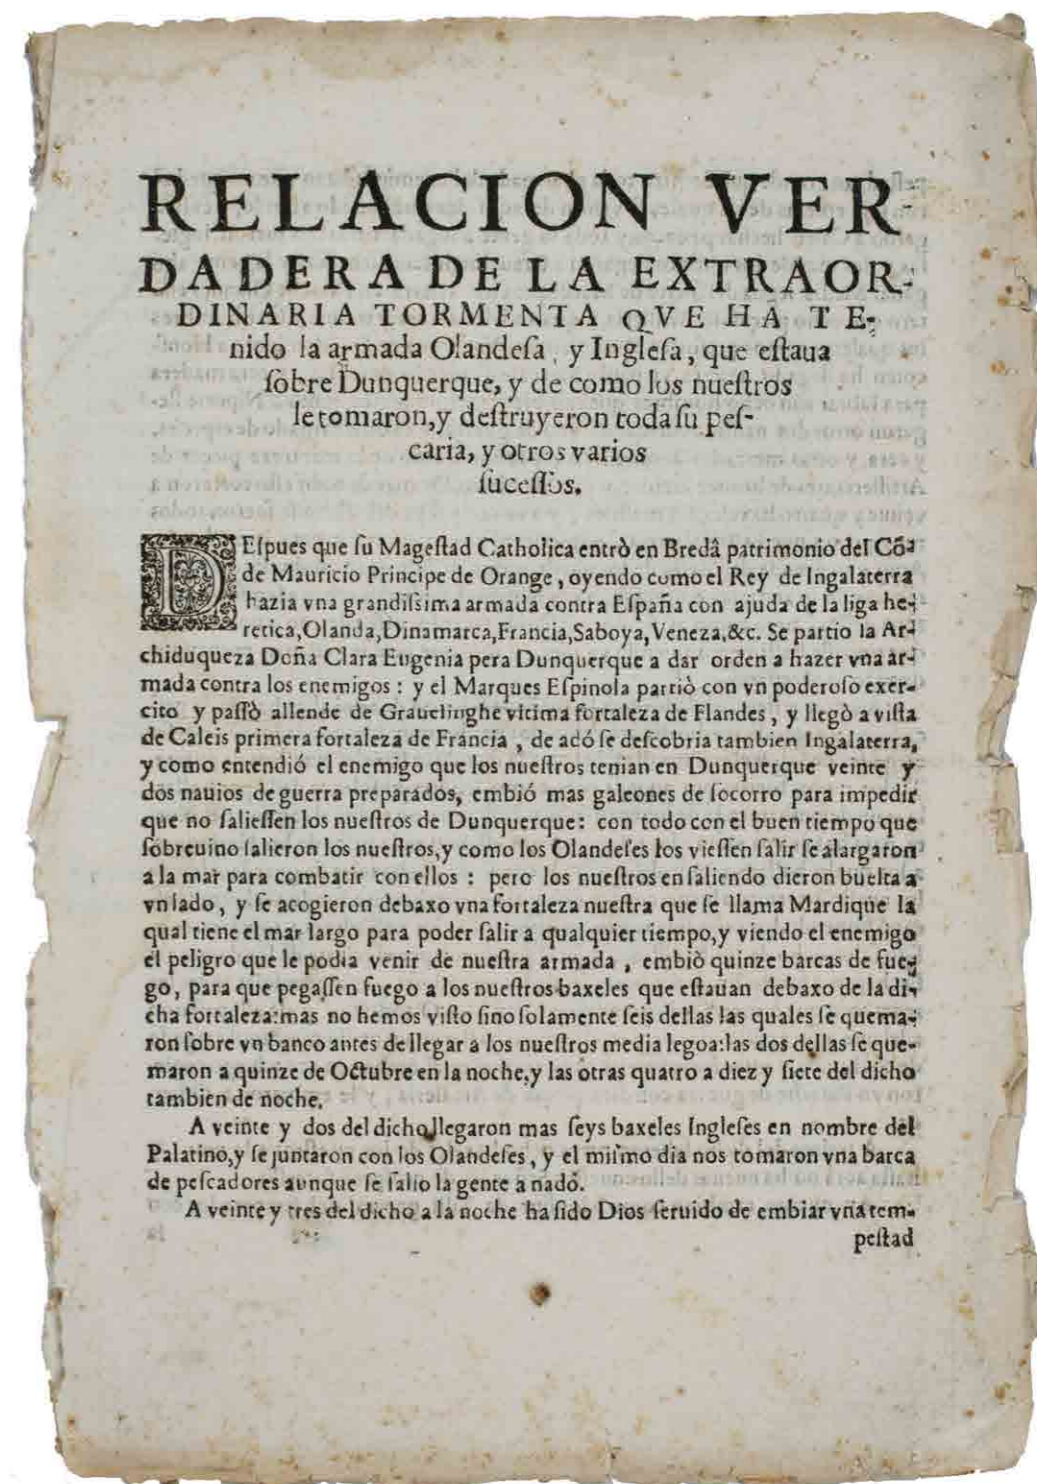 RELACION VER-
DADERA DE LA EXTRAOR-
DINARIA TORMENTA QVE HA TE-
nido la armada Olandeſa, y Ingleſa, que eſtaua
ſobre Dunquerque, y de como los nueſtros
le tomaron, y deſtruyeron toda ſu peſ-
caria, y otros varios
ſuceſſos.
DEſpues que ſu Mageſtad Catholica entrò en Bredâ patrimonio del Cõ-
de Mauricio Principe de Orange, oyendo como el Rey de Ingalaterra
hazia vna grandiſsima armada contra Eſpaña con ajuda de la liga he-
retica, Olanda, Dinamarca, Francia, Saboya, Veneza, &c. Se partio la Ar-
chiduqueza Doña Clara Eugenia pera Dunquerque a dar orden a hazer vna ar-
mada contra los enemigos: y el Marques Eſpinola partiò con vn poderoſo exer-
cito y paſſò allende de Grauelinghe vltima fortaleza de Flandes, y llegò a viſta
de Caleis primera fortaleza de Francia, de adó ſe deſcobria tambien Ingalaterra,
y como entendió el enemigo que los nueſtros tenian en Dunquerque veinte y
dos nauios de guerra preparados, embió mas galeones de ſocorro para impedir
que no ſalieſſen los nueſtros de Dunquerque: con todo con el buen tiempo que
ſobreuino ſalieron los nueſtros, y como los Olandeſes los vieſſen ſalir ſe alargaron
a la mar para combatir con ellos: pero los nueſtros en ſaliendo dieron buelta a
vn lado, y ſe acogieron debaxo vna fortaleza nueſtra que ſe llama Mardique la
qual tiene el mar largo para poder ſalir a qualquier tiempo, y viendo el enemigo
el peligro que le podia venir de nueſtra armada, embiò quinze barcas de fue-
go, para que pegaſſen fuego a los nueſtros baxeles que eſtauan debaxo de la di-
cha fortaleza: mas no hemos viſto ſino ſolamente ſeis dellas las quales ſe quema-
ron ſobre vn banco antes de llegar a los nueſtros media legoa: las dos dellas ſe que-
maron a quinze de Octubre en la noche, y las otras quatro a diez y ſiete del dicho
tambien de noche.
A veinte y dos del dicho llegaron mas ſeys baxeles Ingleſes en nombre del
Palatino, y ſe juntaron con los Olandeſes, y el miſmo dia nos tomaron vna barca
de peſcadores aunque ſe ſalio la gente a nado.
A veinte y tres del dicho a la noche ha ſido Dios ſeruido de embiar vna tem-
peſtad